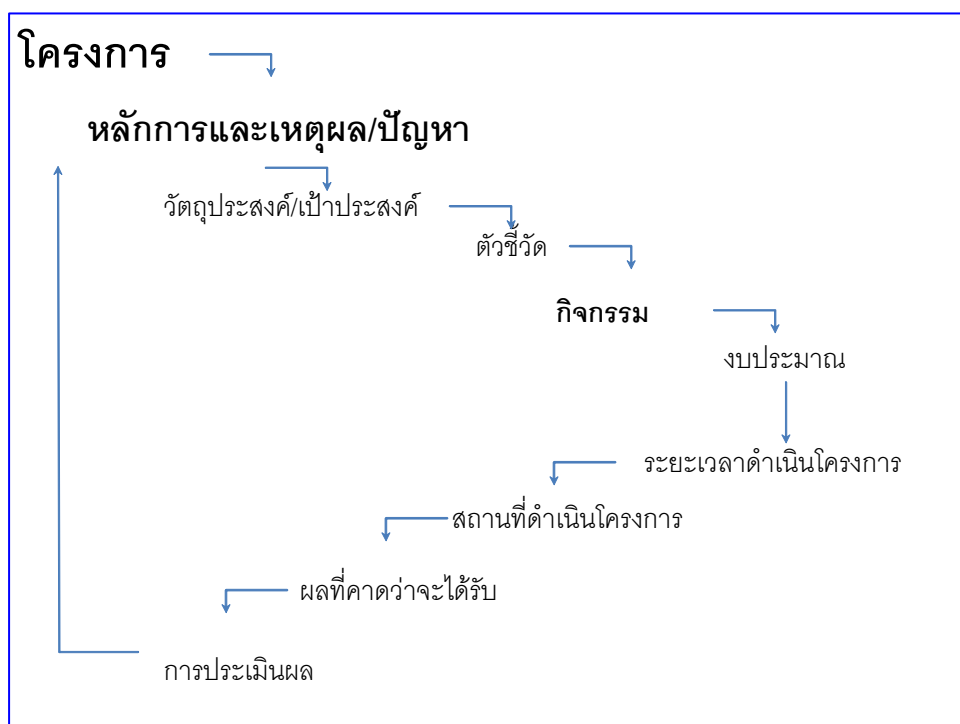 โครงการ
หลักการและเหตุผล/ปัญหา
วัตถุประสงค์/เป้าประสงค์
ตัวชี้วัด
กิจกรรม
งบประมาณ
ระยะเวลาดำเนินโครงการ
สถานที่ดำเนินโครงการ
ผลที่คาดว่าจะได้รับ
การประเมินผล